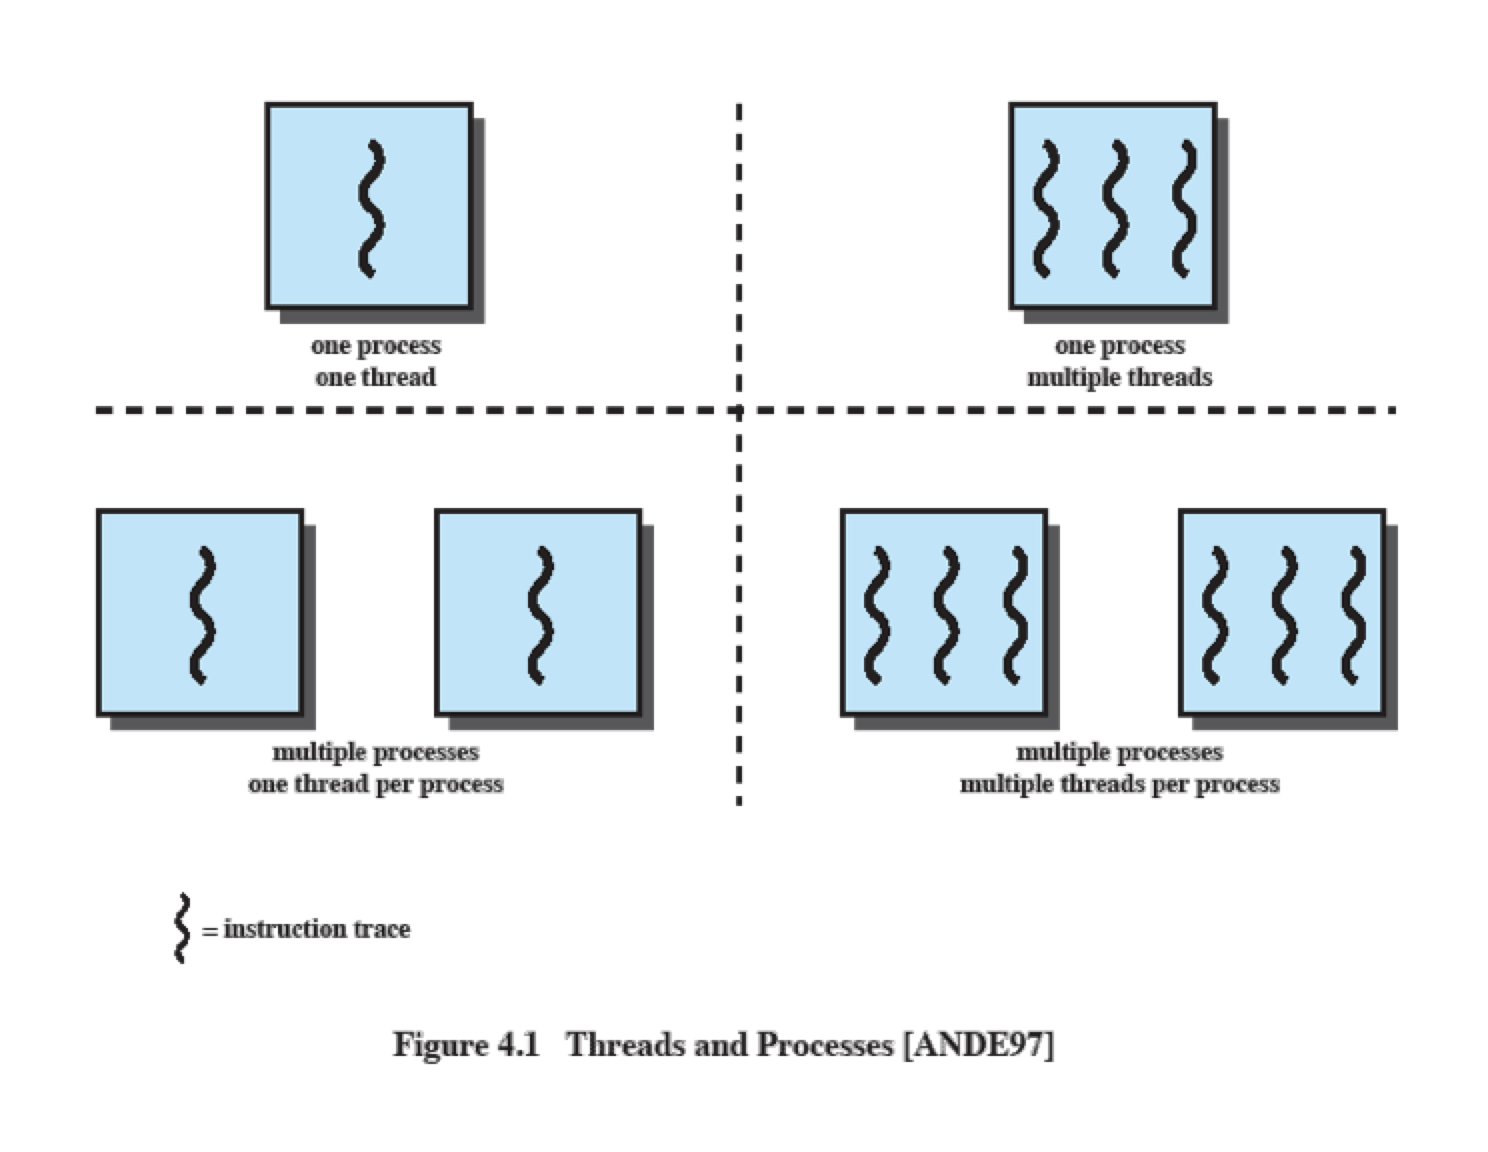 one process
one thread
one process
multiple threads
multiple processes
one thread per process
multiple processes
multiple threads per process
= instruction trace
Figure 4.1 Threads and Processes [ANDE97]